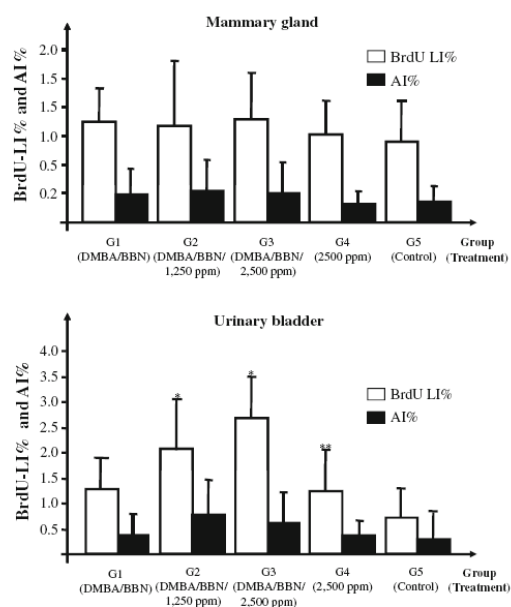 Mammary gland
BrdU-LI% and AI%
2.0
1.5
1.0
0.5
0.2
BrdU LI%
AI%
G1 G2 G3 G4 G5 Group
(DMBA/BBN) (DMBA/BBN/ (DMBA/BBN/ (2500 ppm) (Control) (Treatment)
1,250 ppm) 2,500 ppm)
Urinary bladder
BrdU-LI% and AI%
4.0
3.5
3.0
2.5
2.0
1.5
1.0
0.5
*
*
**
BrdU LI%
AI%
G1 G2 G3 G4 G5 Group
(DMBA/BBN) (DMBA/BBN/ (DMBA/BBN/ (2,500 ppm) (Control) (Treatment)
1,250 ppm) 2,500 ppm)